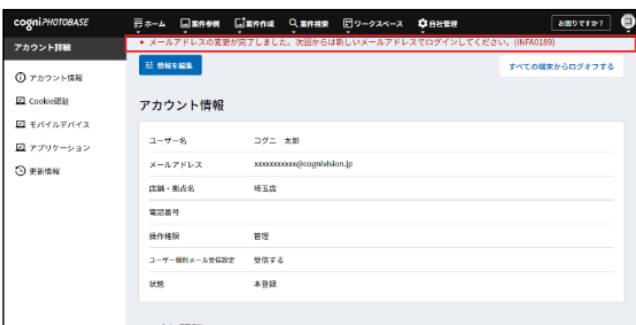 cogni PHOTOBASE
ホーム 案件参照 案件作成 案件検索 ワークスペース 自社管理 お困りですか?
アカウント詳細
• メールアドレスの変更が完了しました。次回からは新しいメールアドレスでログインしてください。(INFA0189)
情報を編集 すべての端末からログオフする
アカウント情報
Cookie認証
モバイルデバイス
アプリケーション
更新情報
アカウント情報
ユーザー名 コグニ 太郎
メールアドレス xxxxxxxxxxx@cognivision.jp
店舗・拠点名 埼玉店
電話番号
操作権限 管理
ユーザー個別メール受信設定 受信する
状態 本登録